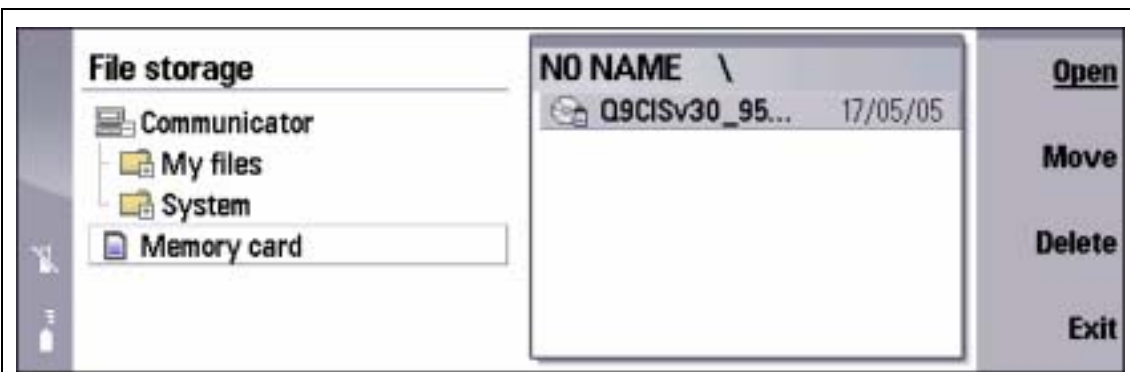 File storage
Communicator
My files
System
Memory card
NO NAME \
Q9CISv30_95... 17/05/05
Open
Move
Delete
Exit